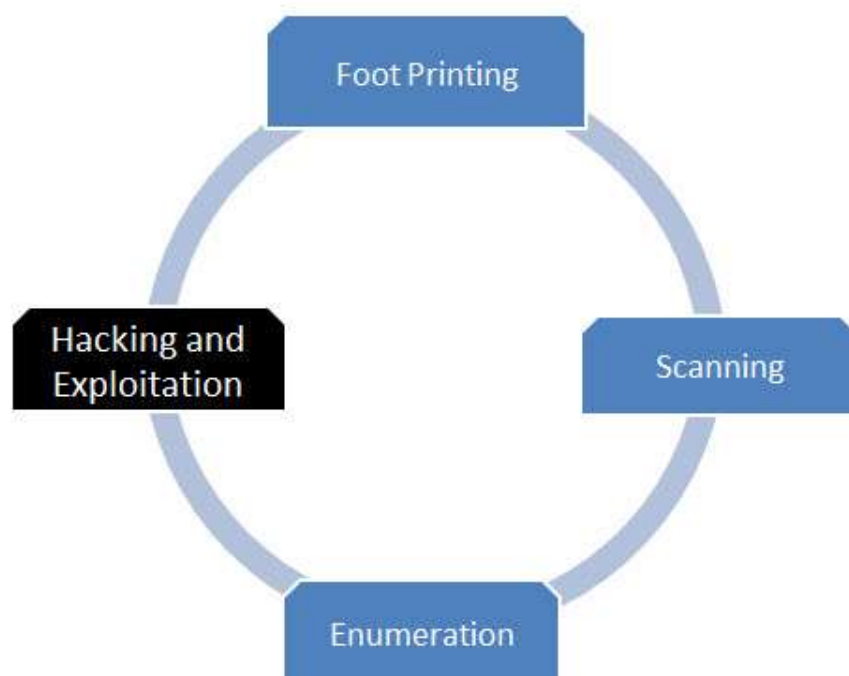 Foot Printing
Scanning
Enumeration
Hacking and
Exploitation